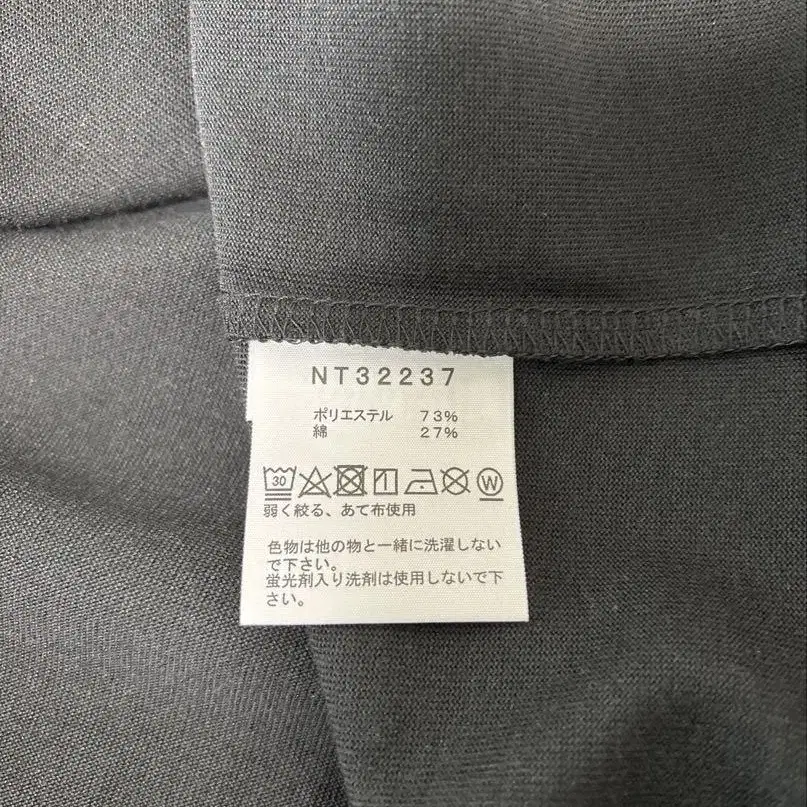 NT32237
ポリエステル 73%
綿 27%
30 W
弱く絞る、あて布使用
色物は他の物と一緒に洗濯しない
で下さい。
蛍光剤入り洗剤は使用しないで下
さい。